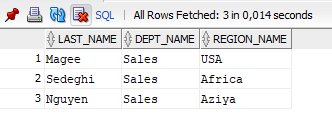 SQL | All Rows Fetched: 3 in 0,014 seconds
LAST_NAME DEPT_NAME REGION_NAME
1 Magee Sales USA
2 Sedeghi Sales Africa
3 Nguyen Sales Aziya